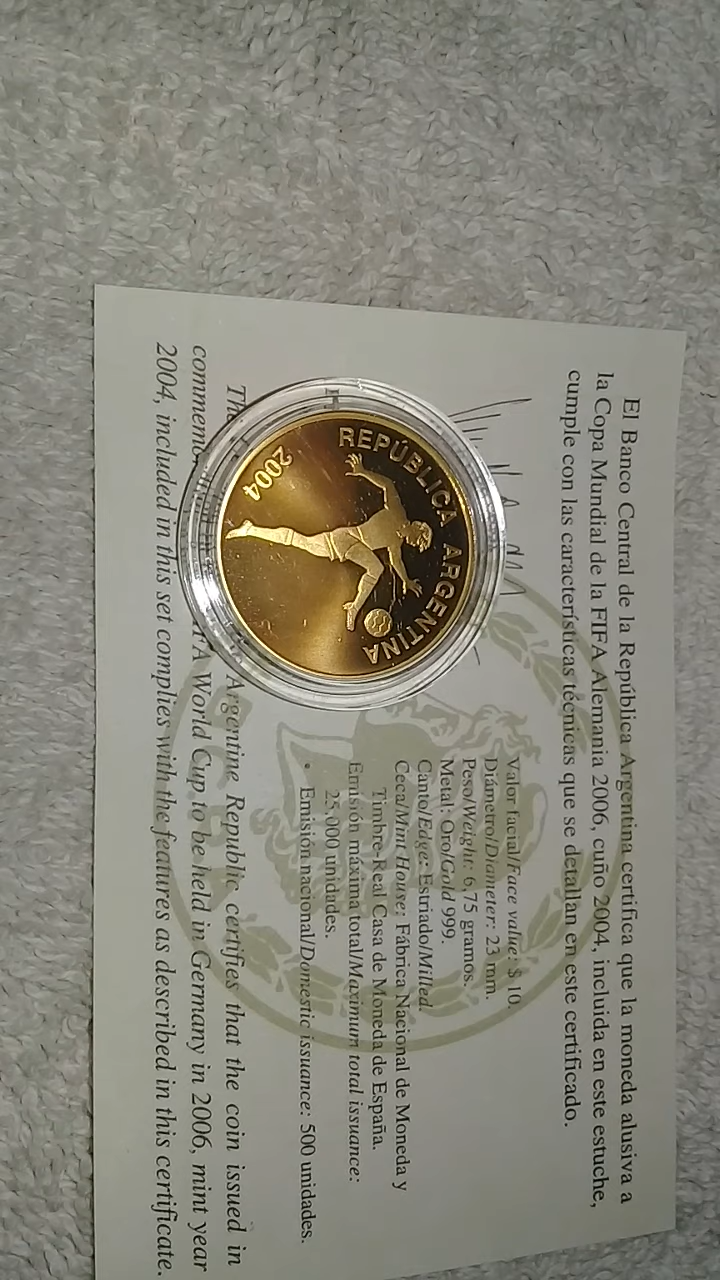 El Banco Central de la República Argentina certifica que la moneda alusiva a
la Copa Mundial de la FIFA Alemania 2006, cuño 2004, incluida en este estuche,
cumple con las características técnicas que se detallan en este certificado.
Valor facial/Face value: $ 10.
Diámetro/Diameter: 23 mm.
Peso/Weight: 6,75 gramos.
Metal: Oro/Gold 999.
Canto/Edge: Estriado/Milled.
Ceca/Mint House: Fábrica Nacional de Moneda y
Timbre-Real Casa de Moneda de España.
Emisión máxima total/Maximum total issuance:
25.000 unidades.
• Emisión nacional/Domestic issuance: 500 unidades.
REPÚBLICA ARGENTINA
2004
The Argentine Republic certifies that the coin issued in
World Cup to be held in Germany in 2006, mint year
2004, included in this set complies with the features as described in this certificate.